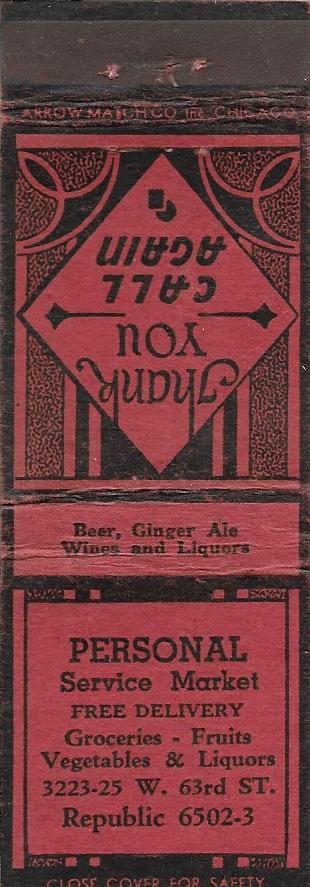 ARROW MATCH CO Inc. CHICAGO
Thank
YOU
CALL
AGAIN
Beer, Ginger Ale
Wines and Liquors
PERSONAL
Service Market
FREE DELIVERY
Groceries - Fruits
Vegetables & Liquors
3223-25 W. 63rd ST.
Republic 6502-3
CLOSE COVER FOR SAFETY